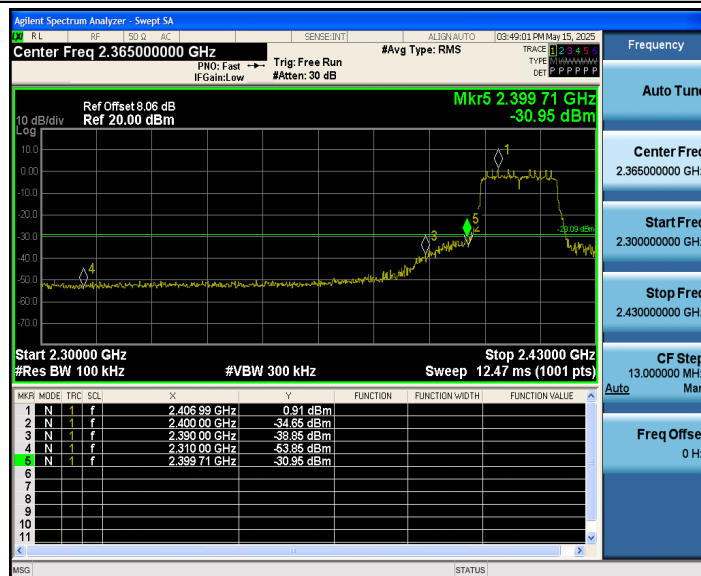 Agilent Spectrum Analyzer - Swept SA
LXI RL RF 50 Ω AC SENSE:INT ALIGN AUTO 03:49:01 PM May 15, 2025
Center Freq 2.365000000 GHz #Avg Type: RMS TRACE 1 2 3 4 5 6
PNO: Fast Trig: Free Run TYPE M W W W W W
IFGain:Low #Atten: 30 dB DET P P P P P P
Ref Offset 8.06 dB Mkr5 2.399 71 GHz
10 dB/div Ref 20.00 dBm -30.95 dBm
Log
10.0
0.00
-10.0
-20.0
-30.0
-40.0
-50.0
-60.0
-70.0
1
5
2
3
4
-29.09 dBm
Start 2.30000 GHz Stop 2.43000 GHz
#Res BW 100 kHz #VBW 300 kHz Sweep 12.47 ms (1001 pts)
MKR MODE TRC SCL X Y FUNCTION FUNCTION WIDTH FUNCTION VALUE
1 N 1 f 2.406 99 GHz 0.91 dBm
2 N 1 f 2.400 00 GHz -34.65 dBm
3 N 1 f 2.390 00 GHz -38.85 dBm
4 N 1 f 2.310 00 GHz -53.85 dBm
5 N 1 f 2.399 71 GHz -30.95 dBm
6
7
8
9
10
11
MSG STATUS
Frequency
Auto Tune
Center Freq
2.365000000 GHz
Start Freq
2.300000000 GHz
Stop Freq
2.430000000 GHz
CF Step
13.000000 MHz
Auto Man
Freq Offset
0 Hz